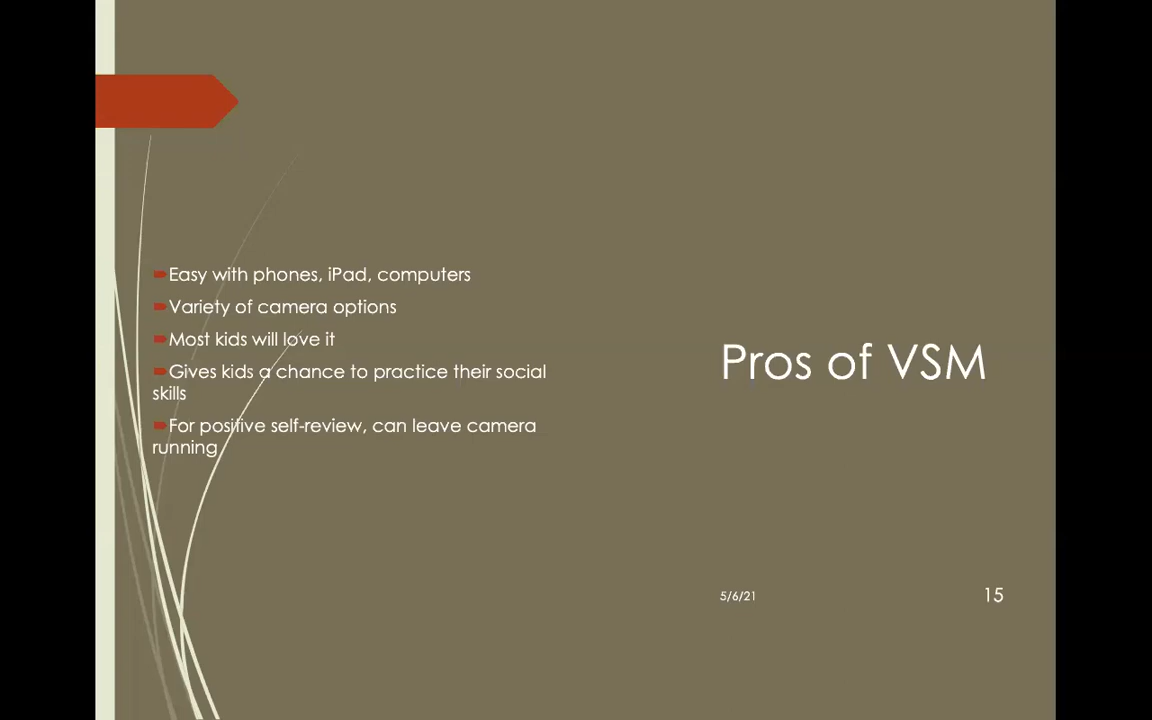 Easy with phones, iPad, computers
Variety of camera options
Most kids will love it
Gives kids a chance to practice their social
skills
For positive self-review, can leave camera
running
Pros of VSM
5/6/21
15